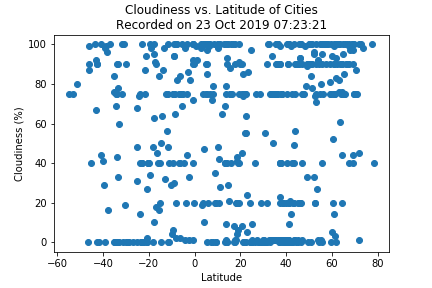 Cloudiness vs. Latitude of Cities
Recorded on 23 Oct 2019 07:23:21
100
80
60
40
20
0
Cloudiness (%)
−60 −40 −20 0 20 40 60 80
Latitude